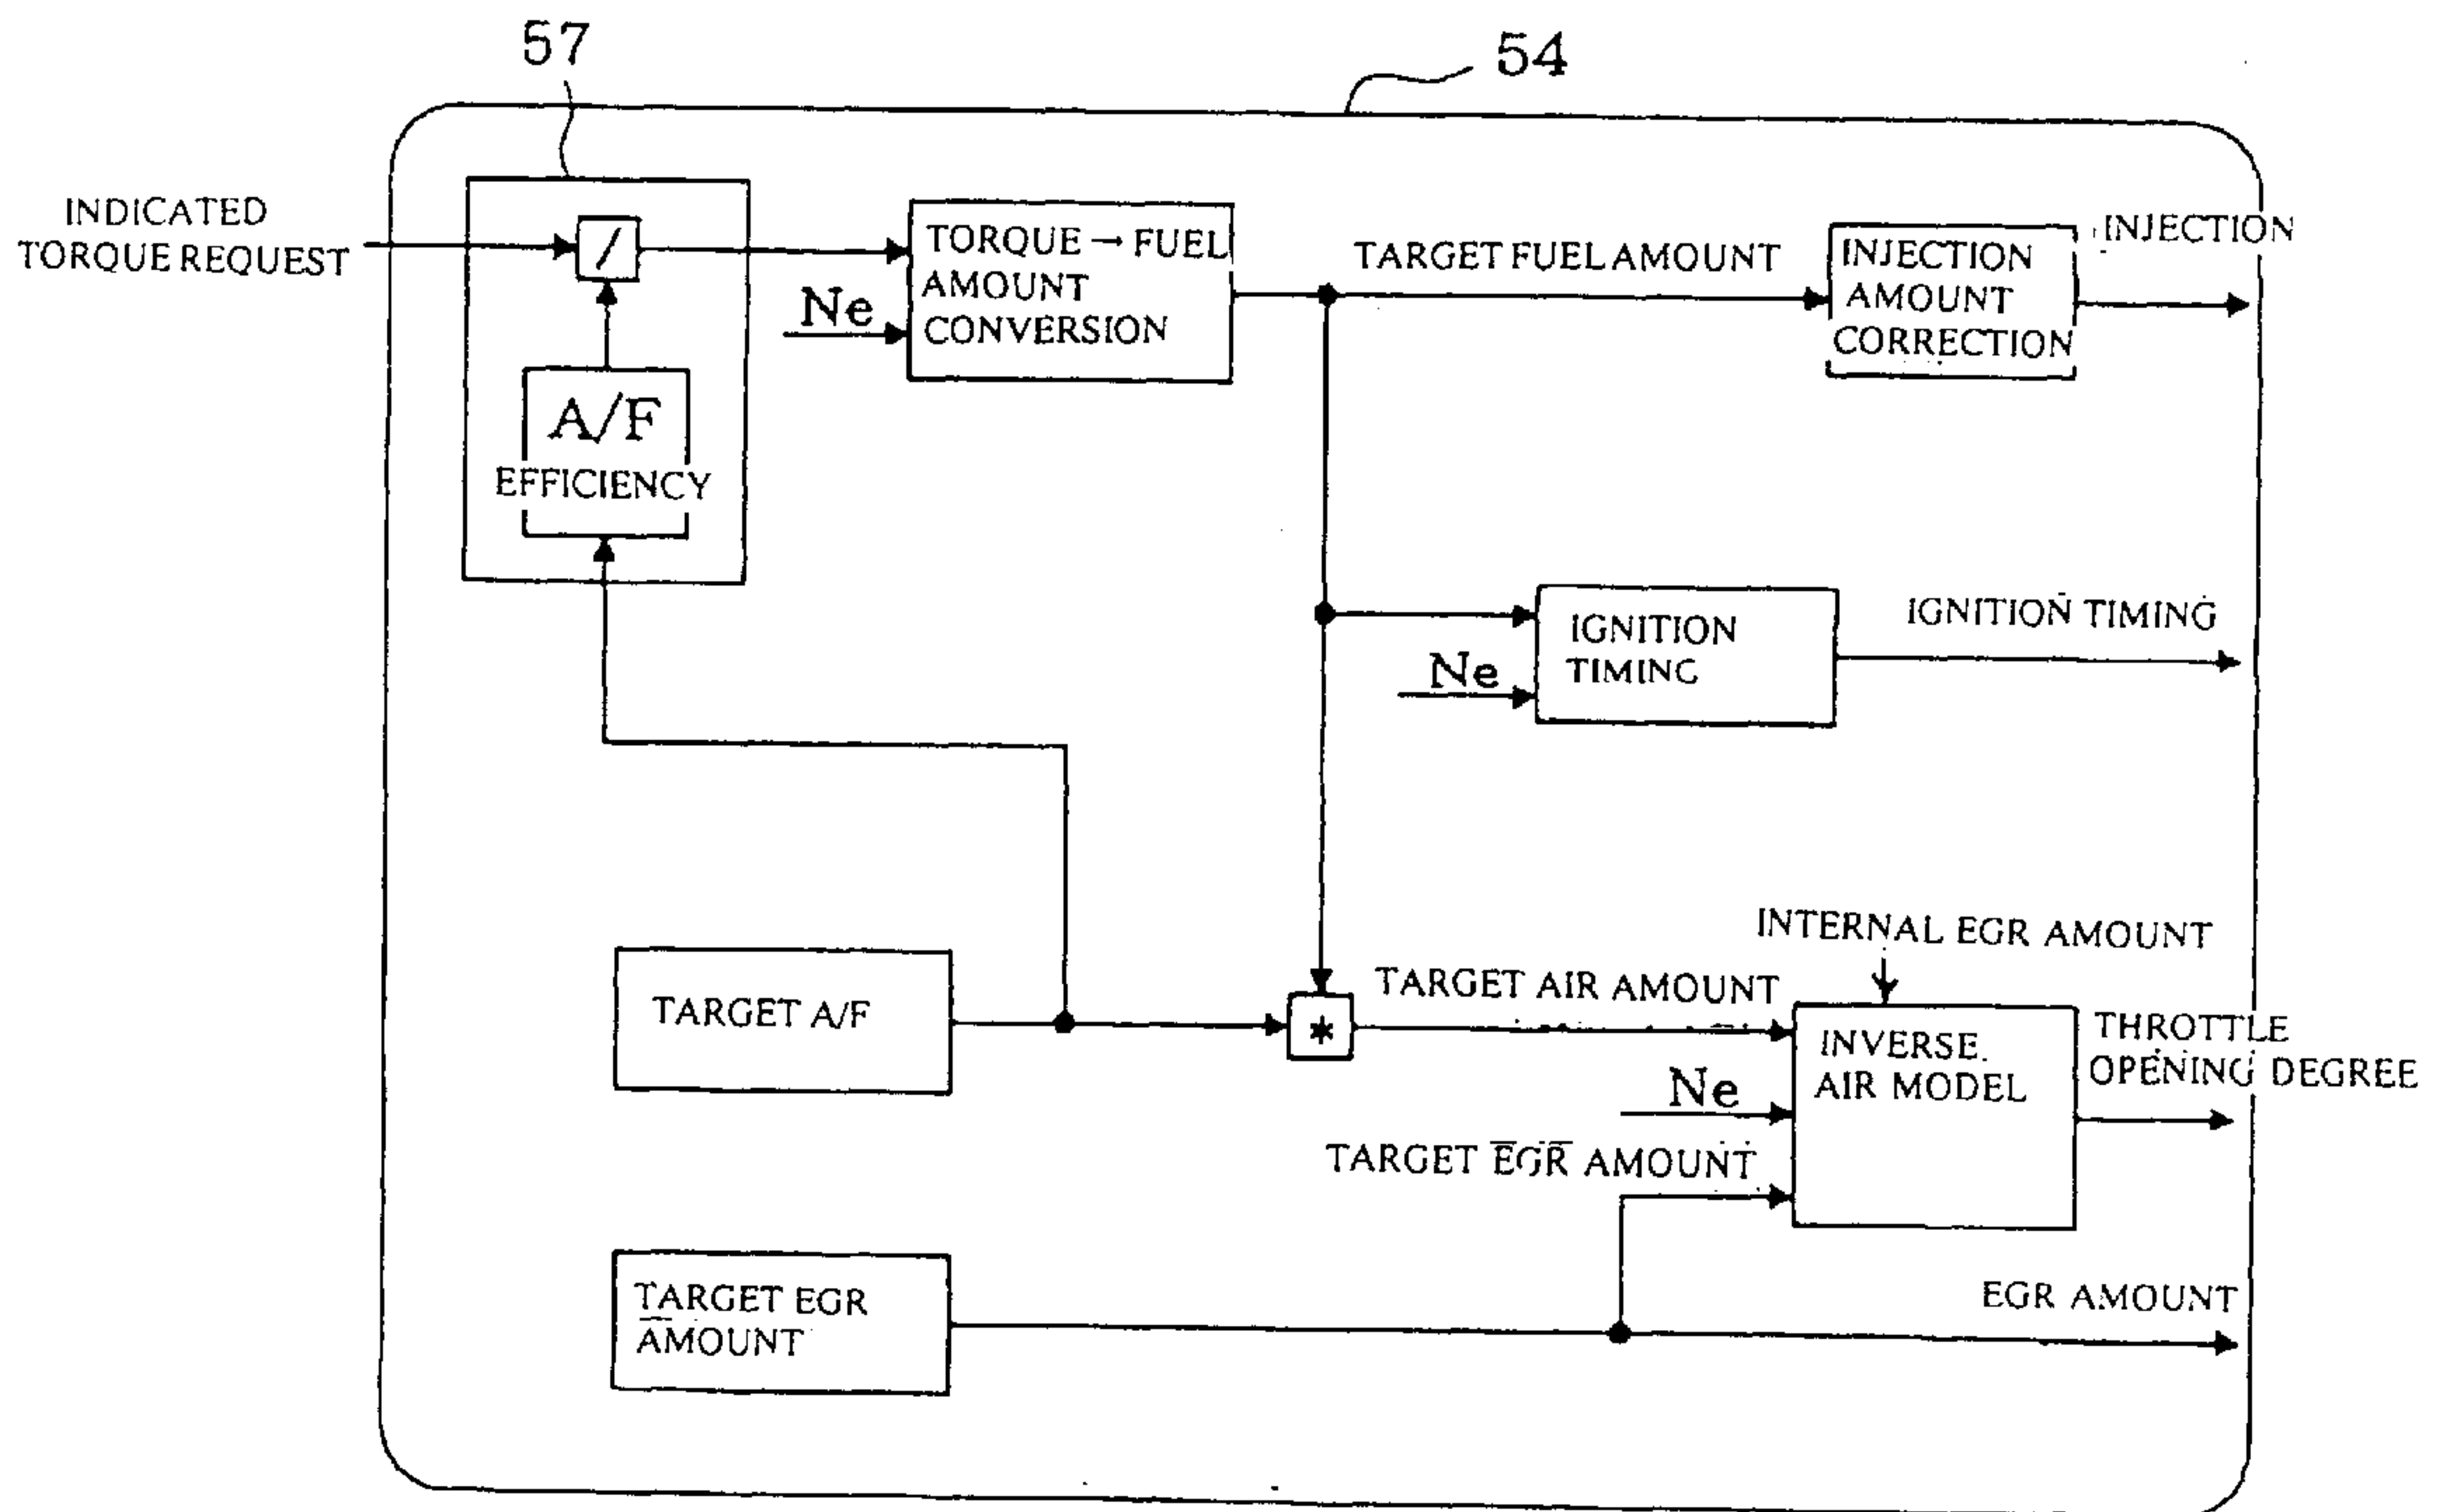 57
54
INDICATED
TORQUE REQUEST
/
A/F
EFFICIENCY
Ne
TORQUE → FUEL
AMOUNT
CONVERSION
TARGET FUEL AMOUNT
INJECTION
AMOUNT
CORRECTION
INJECTION
Ne
IGNITION
TIMING
IGNITION TIMING
TARGET A/F
*
TARGET AIR AMOUNT
INTERNAL EGR AMOUNT
Ne
TARGET EGR AMOUNT
INVERSE
AIR MODEL
THROTTLE
OPENING DEGREE
TARGET EGR
AMOUNT
EGR AMOUNT